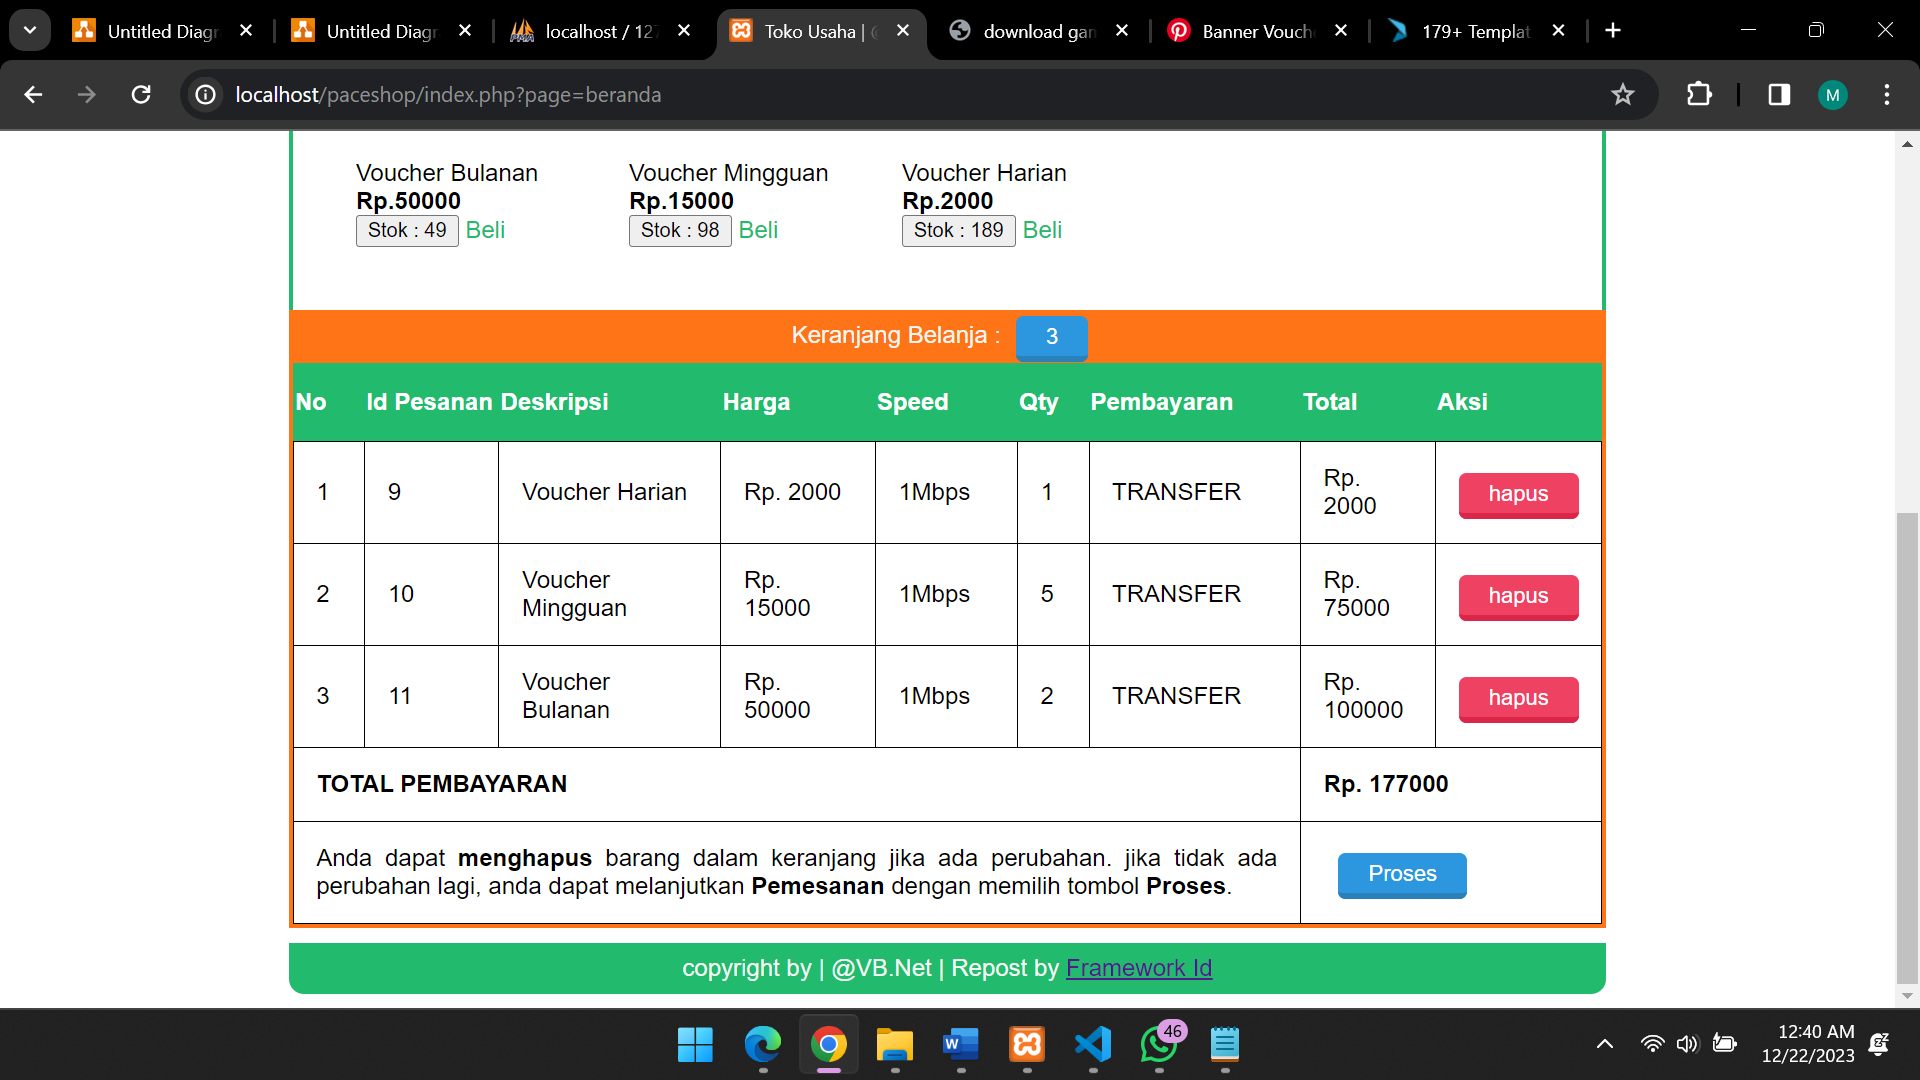 Untitled Diagr
Untitled Diagr
localhost / 127
Toko Usaha | @
download gam
Banner Vouche
179+ Templat
localhost/paceshop/index.php?page=beranda
M
Voucher Bulanan
Rp.50000
Stok : 49 Beli
Voucher Mingguan
Rp.15000
Stok : 98 Beli
Voucher Harian
Rp.2000
Stok : 189 Beli
Keranjang Belanja : 3
No Id Pesanan Deskripsi Harga Speed Qty Pembayaran Total Aksi
1 9 Voucher Harian Rp. 2000 1Mbps 1 TRANSFER Rp. 2000 hapus
2 10 Voucher Mingguan Rp. 15000 1Mbps 5 TRANSFER Rp. 75000 hapus
3 11 Voucher Bulanan Rp. 50000 1Mbps 2 TRANSFER Rp. 100000 hapus
TOTAL PEMBAYARAN Rp. 177000
Anda dapat menghapus barang dalam keranjang jika ada perubahan. jika tidak ada
perubahan lagi, anda dapat melanjutkan Pemesanan dengan memilih tombol Proses.
Proses
copyright by | @VB.Net | Repost by Framework Id
46
12:40 AM
12/22/2023